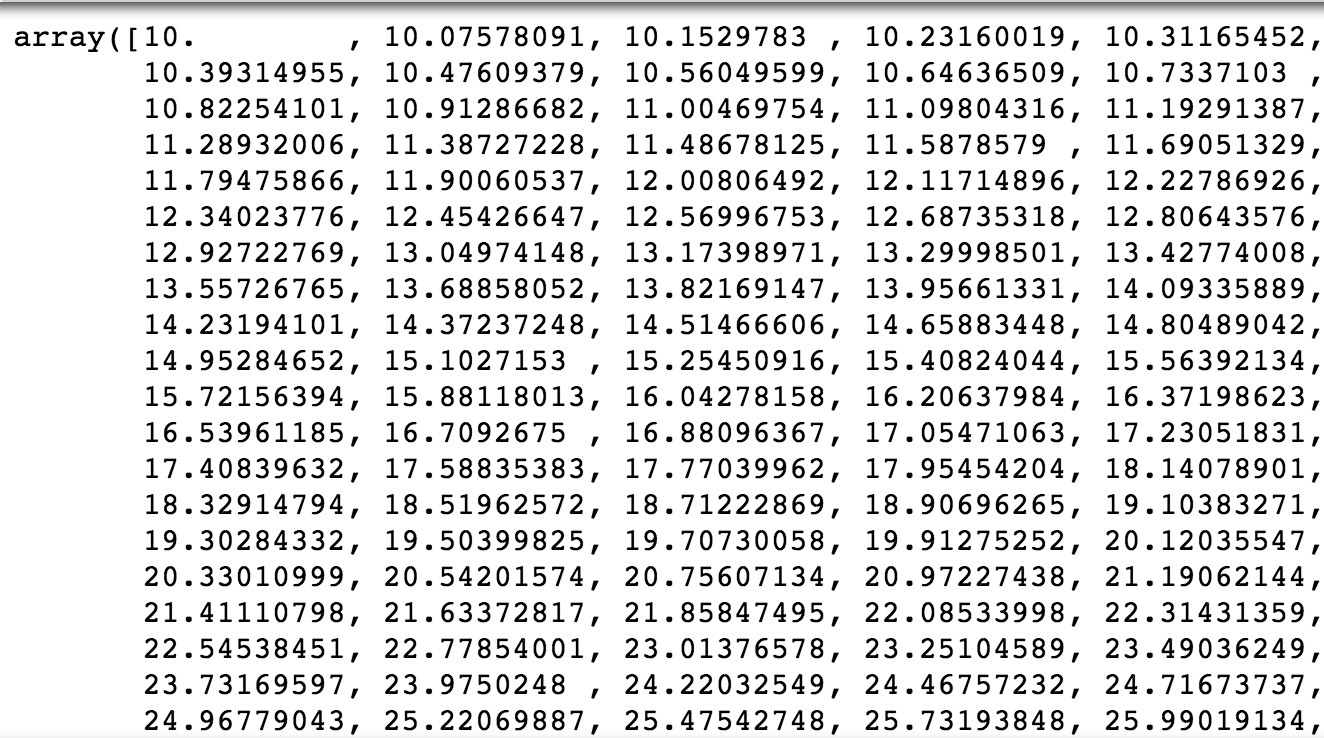 array([10.        , 10.07578091, 10.1529783 , 10.23160019, 10.31165452,
       10.39314955, 10.47609379, 10.56049599, 10.64636509, 10.7337103 ,
       10.82254101, 10.91286682, 11.00469754, 11.09804316, 11.19291387,
       11.28932006, 11.38727228, 11.48678125, 11.5878579 , 11.69051329,
       11.79475866, 11.90060537, 12.00806492, 12.11714896, 12.22786926,
       12.34023776, 12.45426647, 12.56996753, 12.68735318, 12.80643576,
       12.92722769, 13.04974148, 13.17398971, 13.29998501, 13.42774008,
       13.55726765, 13.68858052, 13.82169147, 13.95661331, 14.09335889,
       14.23194101, 14.37237248, 14.51466606, 14.65883448, 14.80489042,
       14.95284652, 15.1027153 , 15.25450916, 15.40824044, 15.56392134,
       15.72156394, 15.88118013, 16.04278158, 16.20637984, 16.37198623,
       16.53961185, 16.7092675 , 16.88096367, 17.05471063, 17.23051831,
       17.40839632, 17.58835383, 17.77039962, 17.95454204, 18.14078901,
       18.32914794, 18.51962572, 18.71222869, 18.90696265, 19.10383271,
       19.30284332, 19.50399825, 19.70730058, 19.91275252, 20.12035547,
       20.33010999, 20.54201574, 20.75607134, 20.97227438, 21.19062144,
       21.41110798, 21.63372817, 21.85847495, 22.08533998, 22.31431359,
       22.54538451, 22.77854001, 23.01376578, 23.25104589, 23.49036249,
       23.73169597, 23.9750248 , 24.22032549, 24.46757232, 24.71673737,
       24.96779043, 25.22069887, 25.47542748, 25.73193848, 25.99019134,